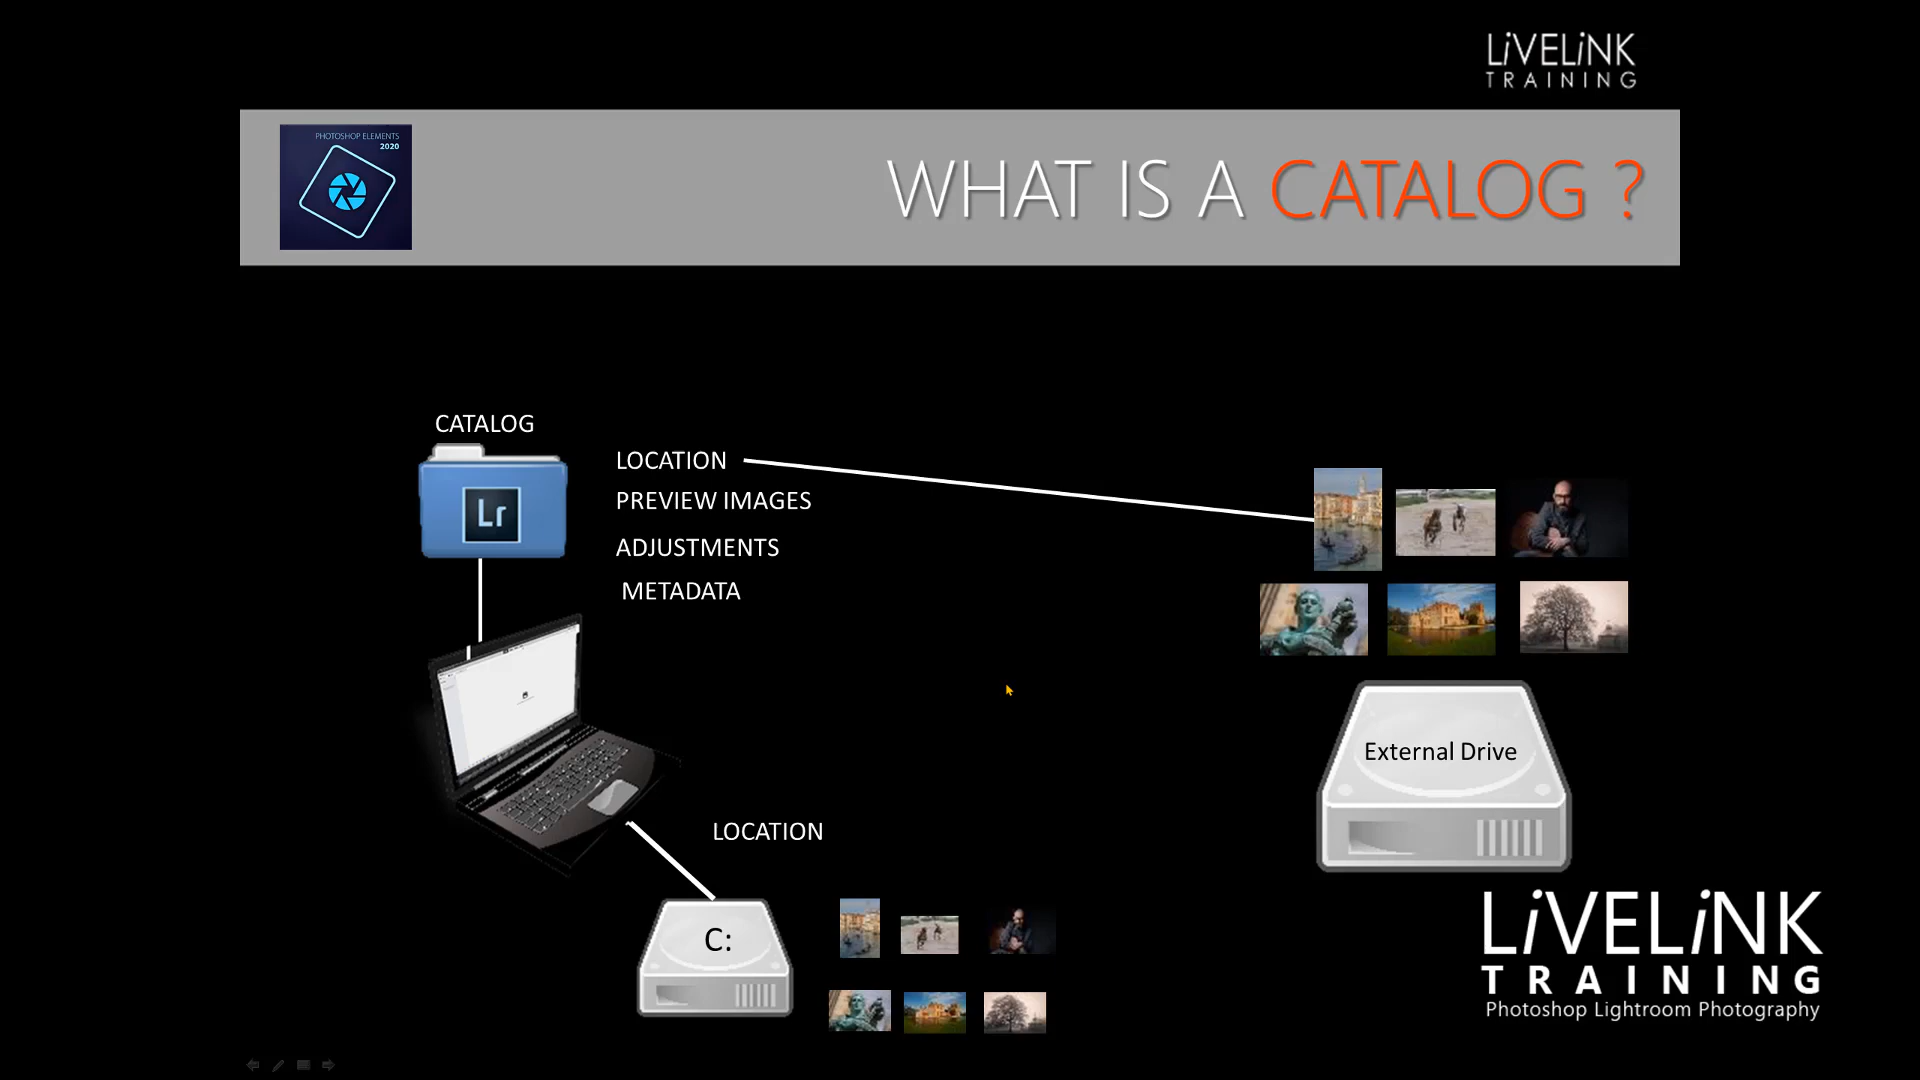 LiVELiNK
TRAINING
PHOTOSHOP ELEMENTS
2020
WHAT IS A CATALOG ?
CATALOG
Lr
LOCATION
PREVIEW IMAGES
ADJUSTMENTS
METADATA
External Drive
LOCATION
C:
LiVELiNK
TRAINING
Photoshop Lightroom Photography